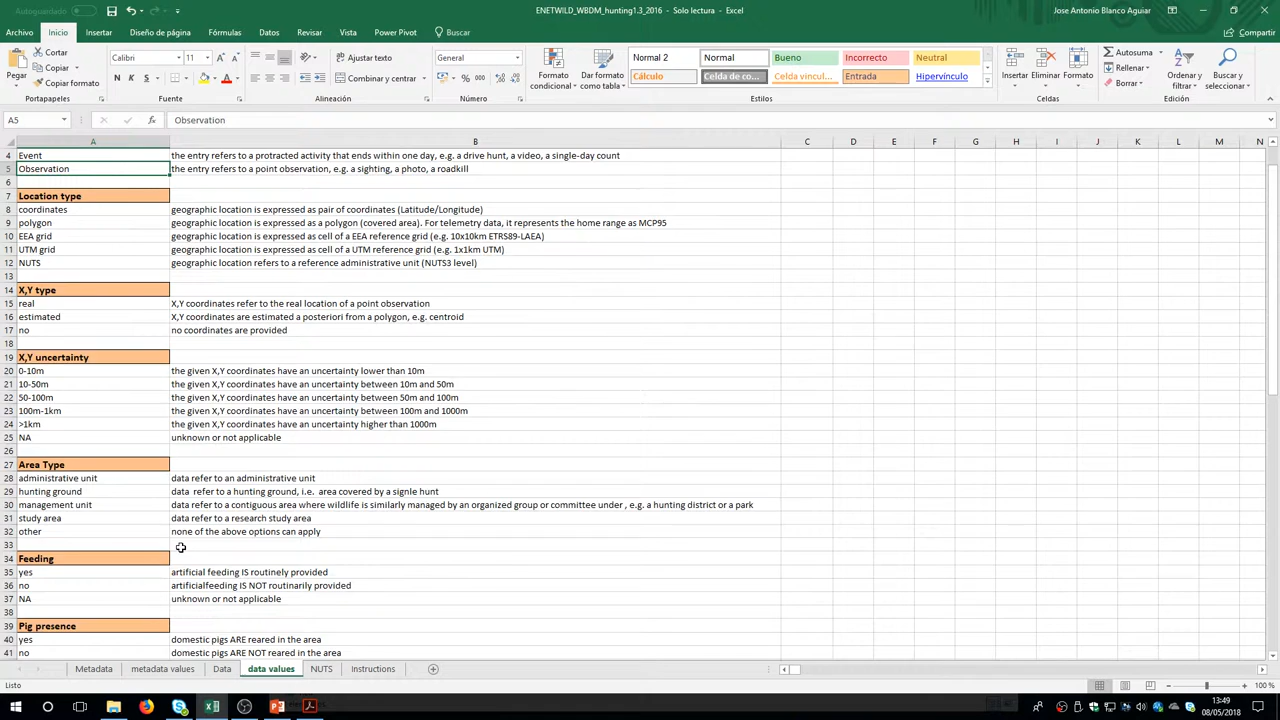 Autoguardado
ENETWILD_WBDM_hunting1.3_2016 - Solo lectura - Excel
Jose Antonio Blanco Aguiar
Archivo Inicio Insertar Diseño de página Fórmulas Datos Revisar Vista Power Pivot Buscar Compartir
Pegar
Cortar
Copiar
Copiar formato
Portapapeles
Calibri 11
N K S
Fuente
Ajustar texto
Combinar y centrar
Alineación
General
% 000
Número
Formato condicional
Dar formato como tabla
Normal 2 Normal Bueno Incorrecto Neutral
Cálculo Celda de co... Celda vincul... Entrada Hipervínculo
Estilos
Insertar Eliminar Formato
Celdas
Autosuma
Rellenar
Borrar
Ordenar y filtrar
Buscar y seleccionar
Edición
A5 fx Observation
A B C D E F G H I J K L M N
4 Event the entry refers to a protracted activity that ends within one day, e.g. a drive hunt, a video, a single-day count
5 Observation the entry refers to a point observation, e.g. a sighting, a photo, a roadkill
6
7 Location type
8 coordinates geographic location is expressed as pair of coordinates (Latitude/Longitude)
9 polygon geographic location is expressed as a polygon (covered area). For telemetry data, it represents the home range as MCP95
10 EEA grid geographic location is expressed as cell of a EEA reference grid (e.g. 10x10km ETRS89-LAEA)
11 UTM grid geographic location is expressed as cell of a UTM reference grid (e.g. 1x1km UTM)
12 NUTS geographic location refers to a reference administrative unit (NUTS3 level)
13
14 X,Y type
15 real X,Y coordinates refer to the real location of a point observation
16 estimated X,Y coordinates are estimated a posteriori from a polygon, e.g. centroid
17 no no coordinates are provided
18
19 X,Y uncertainty
20 0-10m the given X,Y coordinates have an uncertainty lower than 10m
21 10-50m the given X,Y coordinates have an uncertainty between 10m and 50m
22 50-100m the given X,Y coordinates have an uncertainty between 50m and 100m
23 100m-1km the given X,Y coordinates have an uncertainty between 100m and 1000m
24 >1km the given X,Y coordinates have an uncertainty higher than 1000m
25 NA unknown or not applicable
26
27 Area Type
28 administrative unit data refer to an administrative unit
29 hunting ground data refer to a hunting ground, i.e. area covered by a signle hunt
30 management unit data refer to a contiguous area where wildlife is similarly managed by an organized group or committee under , e.g. a hunting district or a park
31 study area data refer to a research study area
32 other none of the above options can apply
33
34 Feeding
35 yes artificial feeding IS routinely provided
36 no artificialfeeding IS NOT routinarily provided
37 NA unknown or not applicable
38
39 Pig presence
40 yes domestic pigs ARE reared in the area
41 no domestic pigs ARE NOT reared in the area
Metadata metadata values Data data values NUTS Instructions
Listo
100 %
13:49
08/05/2018